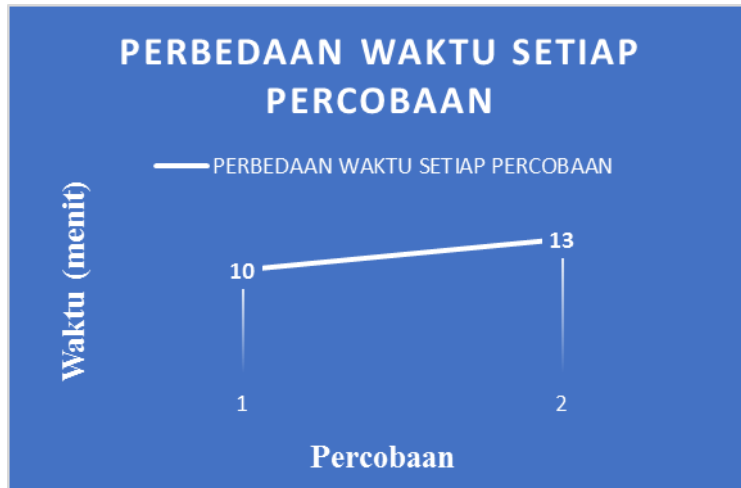 PERBEDAAN WAKTU SETIAP
PERCOBAAN
PERBEDAAN WAKTU SETIAP PERCOBAAN
Waktu (menit)
10
13
1
2
Percobaan